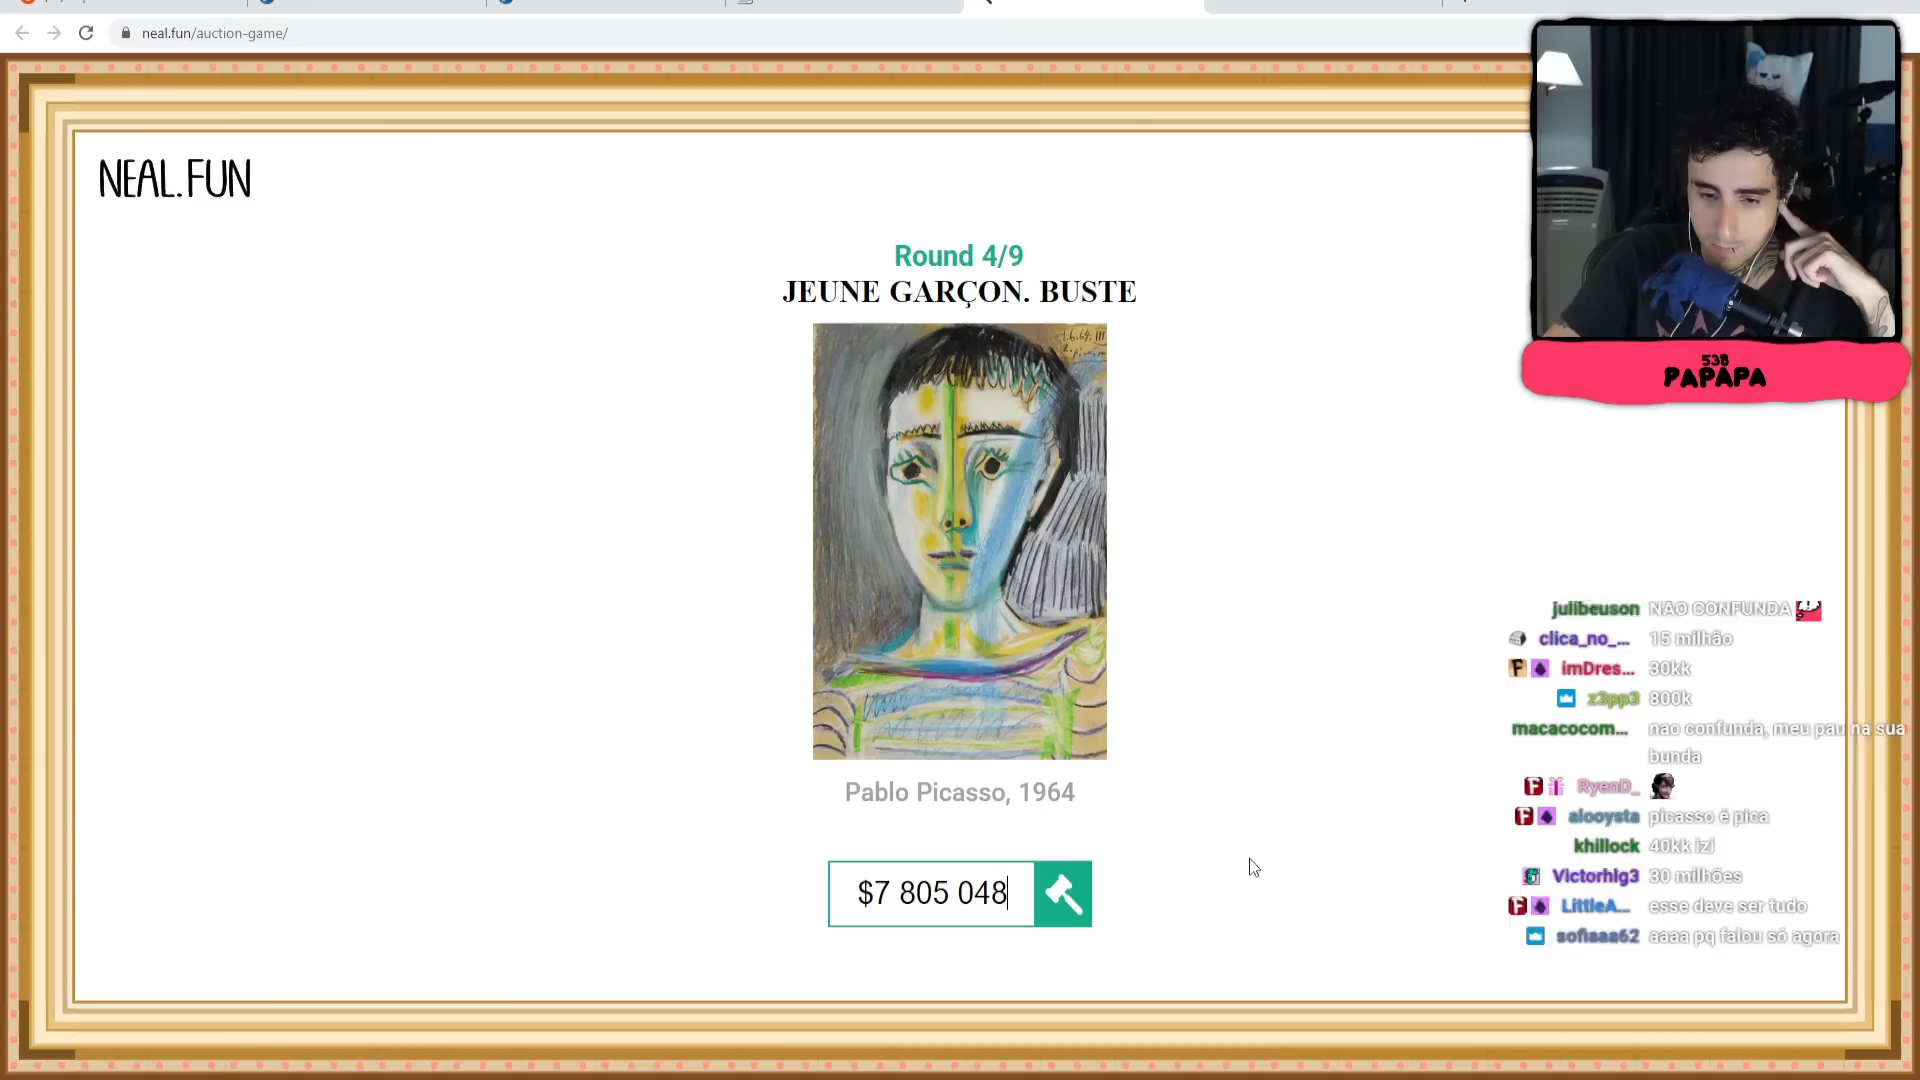 neal.fun/auction-game/
NEAL.FUN
Round 4/9
JEUNE GARÇON. BUSTE
Pablo Picasso, 1964
$7 805 048
538
PAPAPA
julibeuson NAO CONFUNDA
clica_no_... 15 milhão
imDres... 30kk
z3pp3 800k
macacocom... nao confunda, meu pau na sua
bunda
RyenD_
alooysta picasso é pica
khillock 40kk izi
Victorhlg3 30 milhões
LittleA... esse deve ser tudo
sofiaaa62 aaaa pq falou só agora